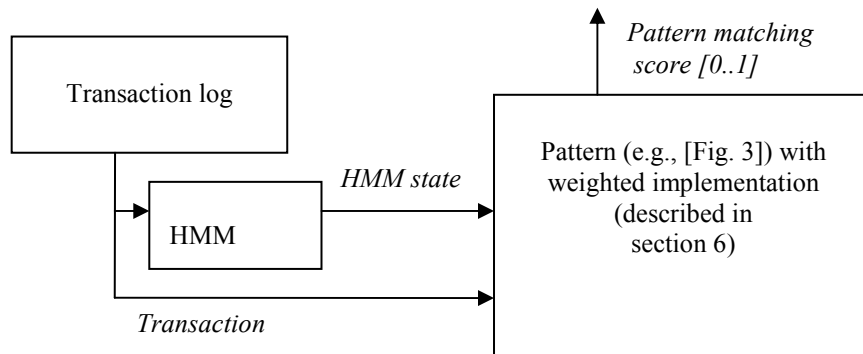 Pattern matching
score [0..1]
Transaction log
Pattern (e.g., [Fig. 3]) with
weighted implementation
(described in
section 6)
HMM state
HMM
Transaction